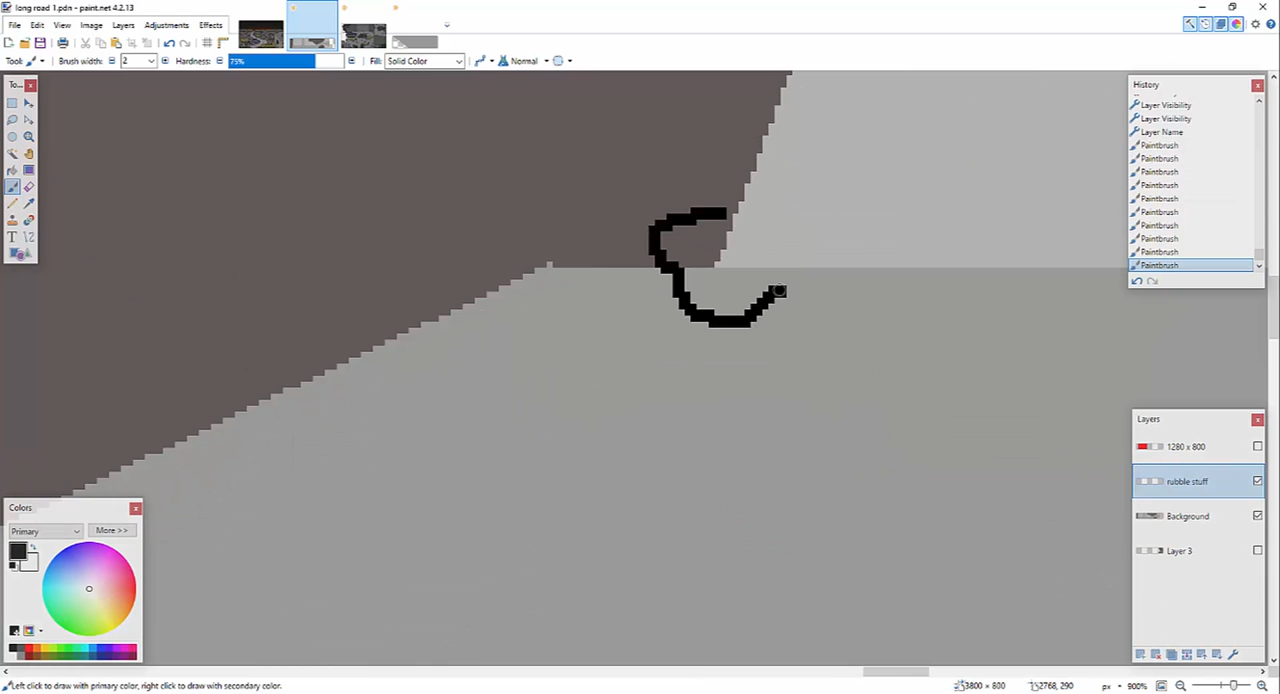 long road 1.pdn - paint.net 4.2.13
File Edit View Image Layers Adjustments Effects
Tool: Brush width: 2 Hardness: 75% Fill: Solid Color Normal
To...
History
Layer Visibility
Layer Visibility
Layer Name
Paintbrush
Paintbrush
Paintbrush
Paintbrush
Paintbrush
Paintbrush
Paintbrush
Paintbrush
Paintbrush
Paintbrush
Layers
1280 x 800
rubble stuff
Background
Layer 3
Colors
Primary More >>
Left click to draw with primary color, right click to draw with secondary color. 3800 × 800 2768, 290 px 900%